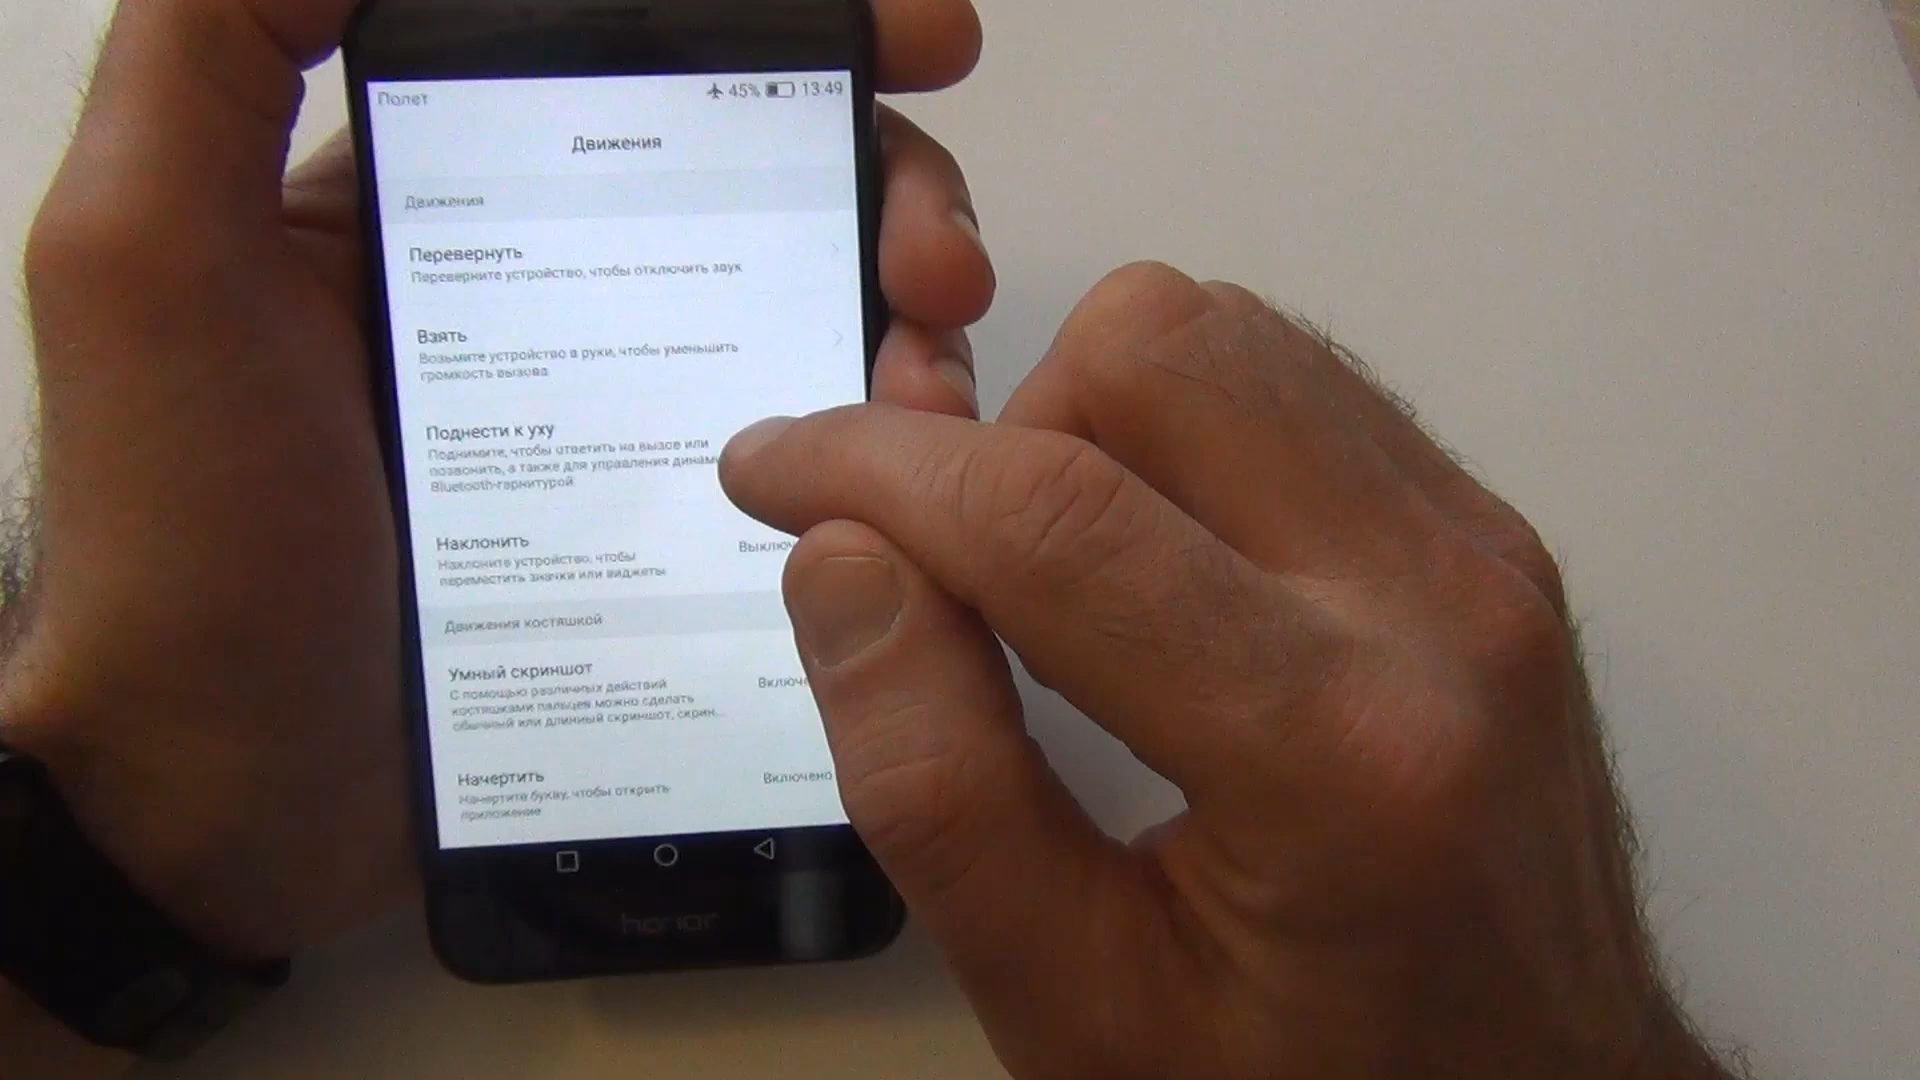 Полет
45% 13:49
Движения
Движения
Перевернуть
Переверните устройство, чтобы отключить звук
Взять
Возьмите устройство в руки, чтобы уменьшить
громкость вызова
Поднести к уху
Поднимите, чтобы ответить на вызов или
позвонить, а также для управления
Bluetooth-гарнитурой
Наклонить
Наклоните устройство, чтобы
переместить значки или виджеты
Движения костяшкой
Умный скриншот
С помощью различных действий
костяшками пальцев можно сделать
обычный или длинный скриншот, скрин...
Начертить
Включено
Начертите букву, чтобы открыть
приложение
honor